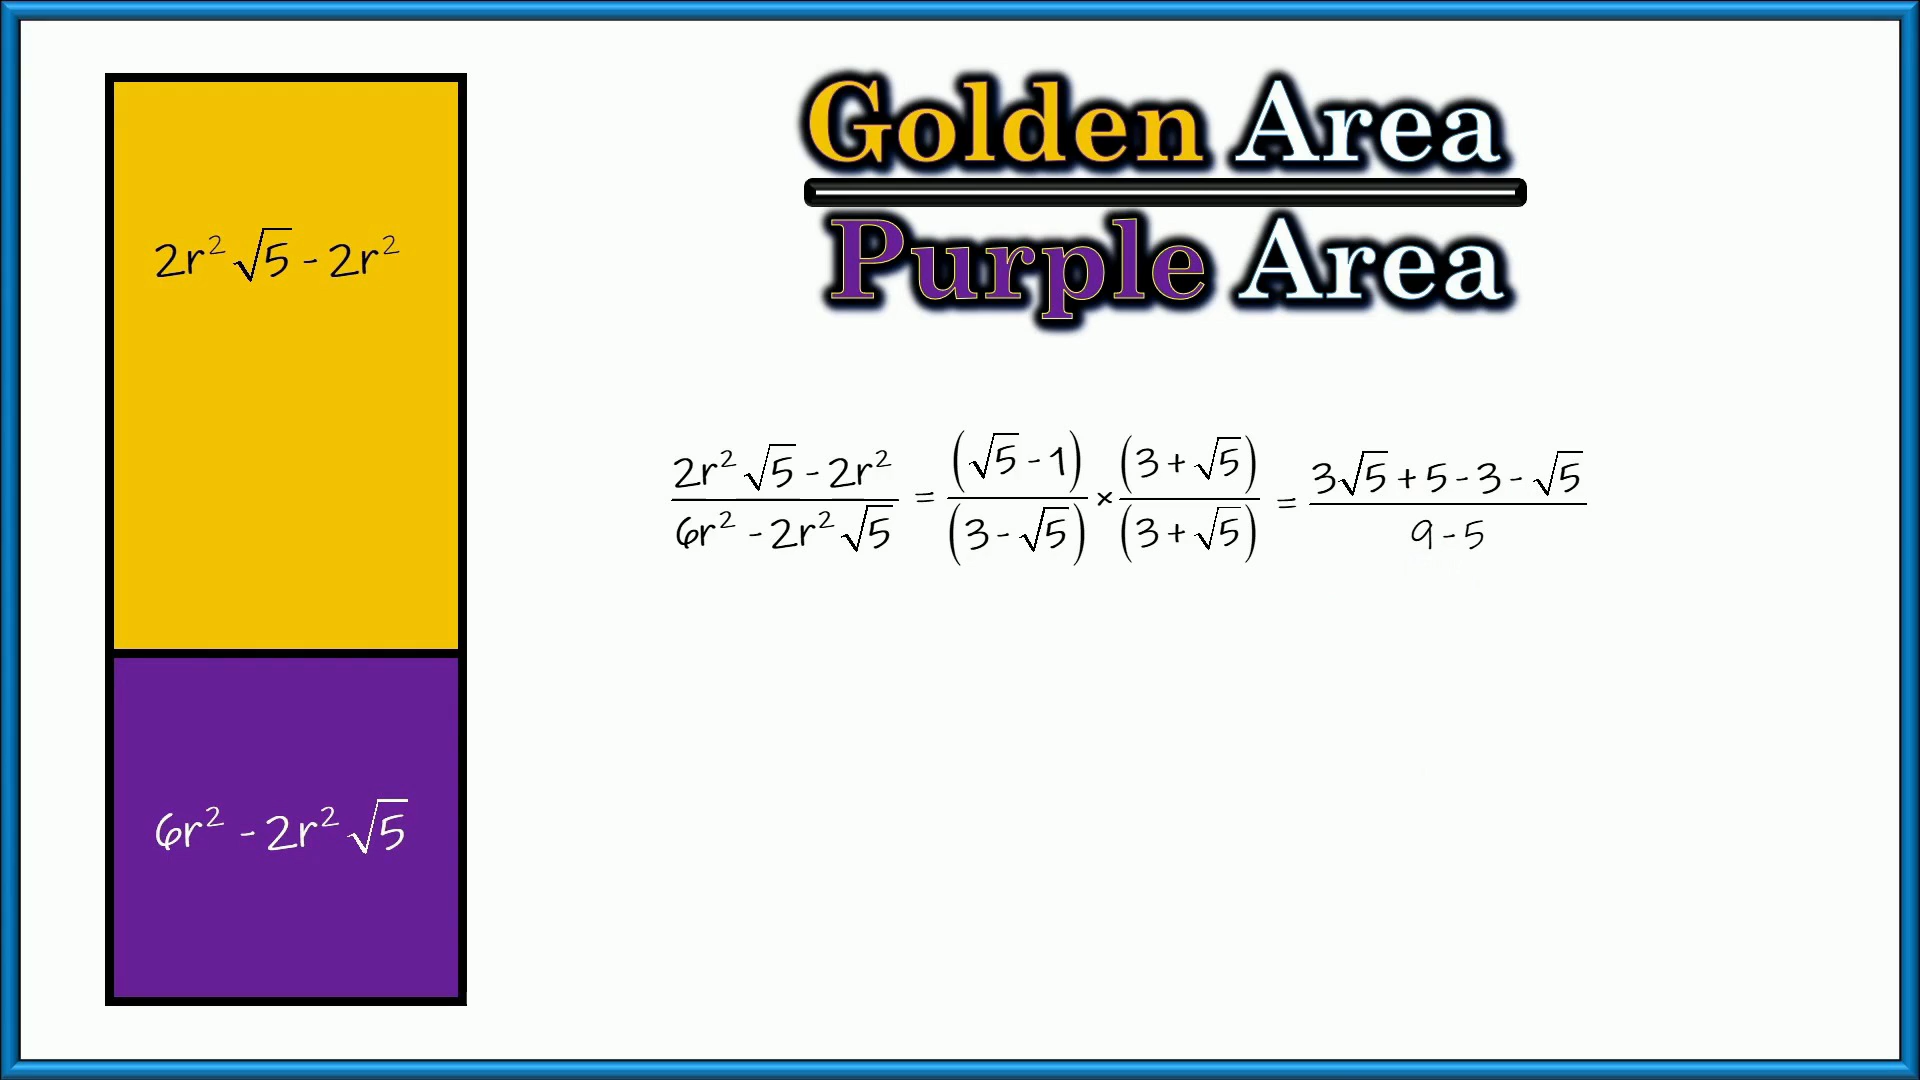 Golden Area
Purple Area
2r² √5 - 2r²
(2r² √5 - 2r²)/(6r² - 2r² √5) = (√5 - 1)/(3 - √5) × (3 + √5)/(3 + √5) = (3√5 + 5 - 3 - √5)/(9 - 5)
6r² - 2r² √5